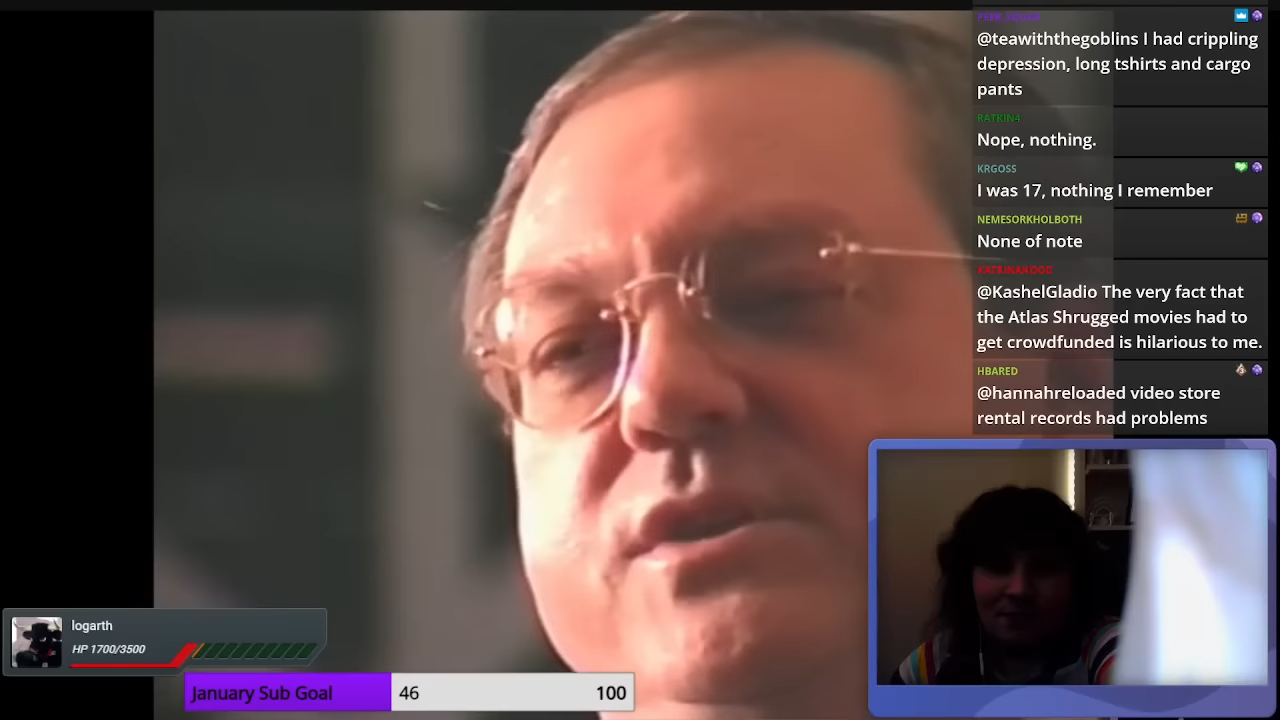 @teawiththegoblins I had crippling
depression, long tshirts and cargo
pants
RATKIN4
Nope, nothing.
KRGOSS
I was 17, nothing I remember
NEMESORKHOLBOTH
None of note
@KashelGladio The very fact that
the Atlas Shrugged movies had to
get crowdfunded is hilarious to me.
HBARED
@hannahreloaded video store
rental records had problems
logarth
HP 1700/3500
January Sub Goal 46 100